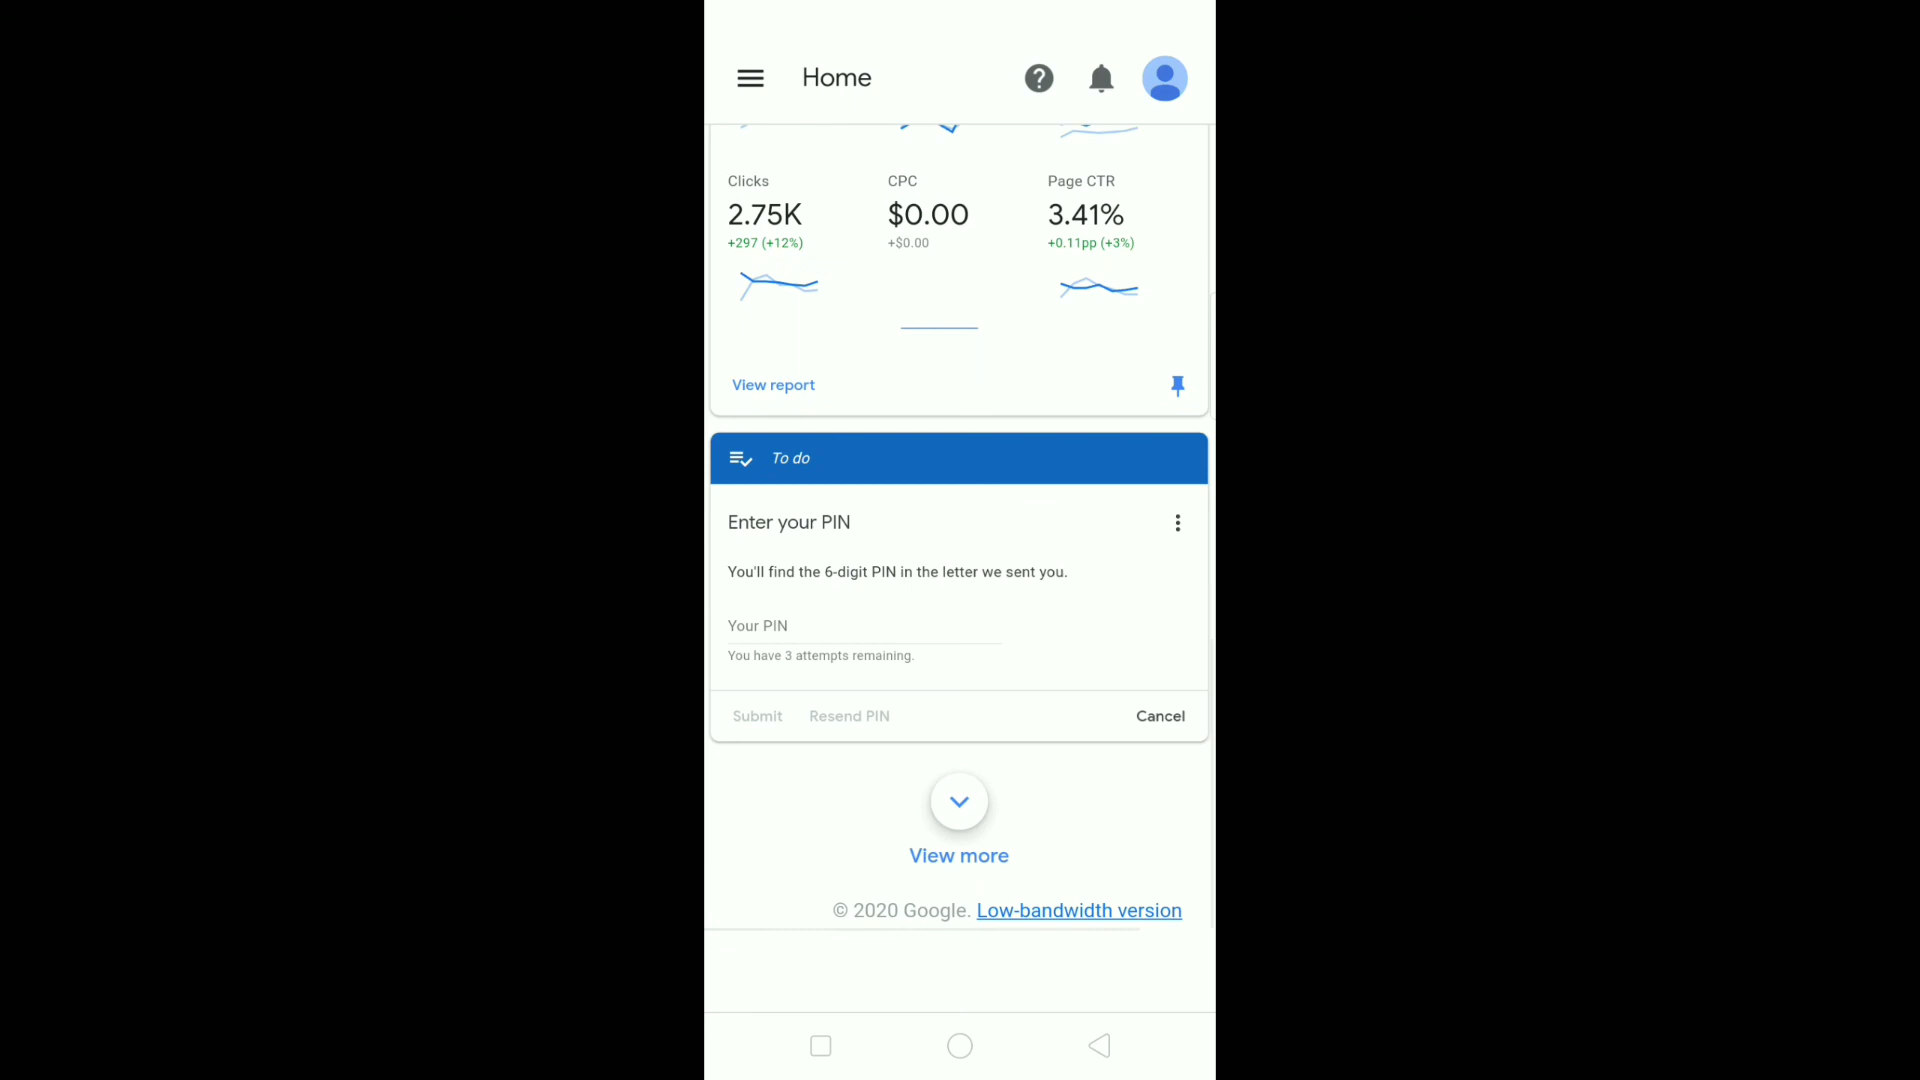 Home
Clicks CPC Page CTR
2.75K $0.00 3.41%
+297 (+12%) +$0.00 +0.11pp (+3%)
View report
To do
Enter your PIN
You'll find the 6-digit PIN in the letter we sent you.
Your PIN
You have 3 attempts remaining.
Submit Resend PIN Cancel
View more
© 2020 Google. Low-bandwidth version